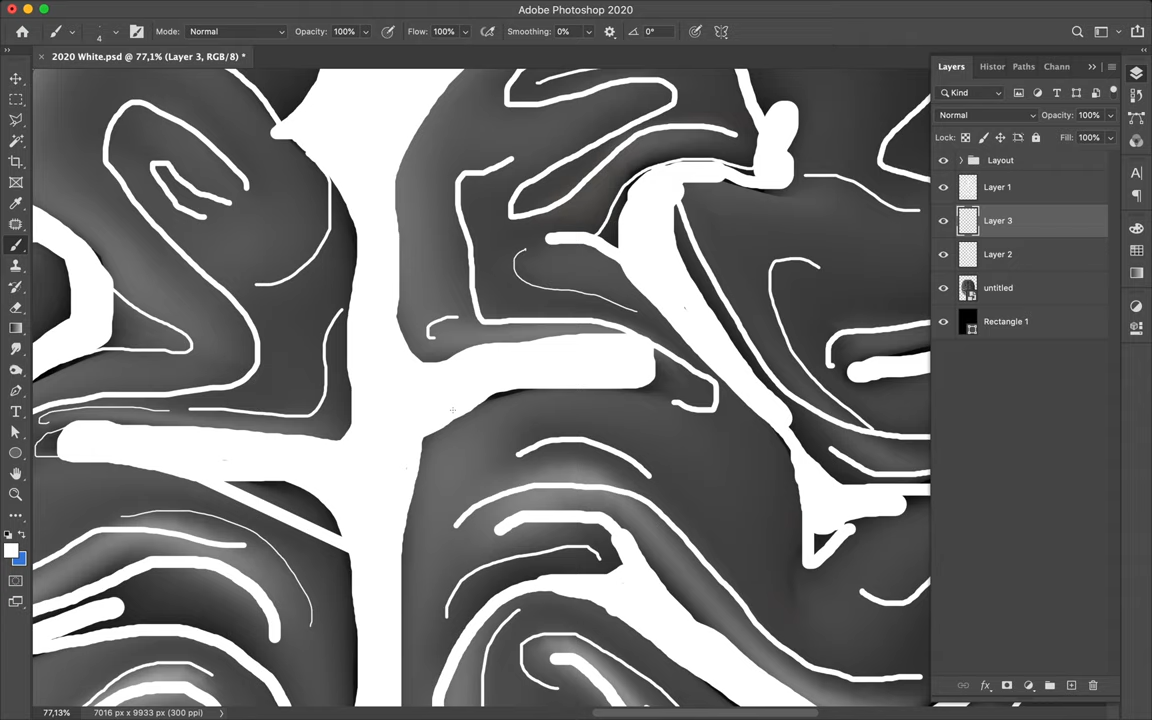 Adobe Photoshop 2020
4 Mode: Normal Opacity: 100% Flow: 100% Smoothing: 0% 0°
2020 White.psd @ 77,1% (Layer 3, RGB/8) *
Layers Histor Paths Chann
Kind
Normal Opacity: 100%
Lock: Fill: 100%
Layout
Layer 1
Layer 3
Layer 2
untitled
Rectangle 1
77,13% 7016 px x 9933 px (300 ppi)